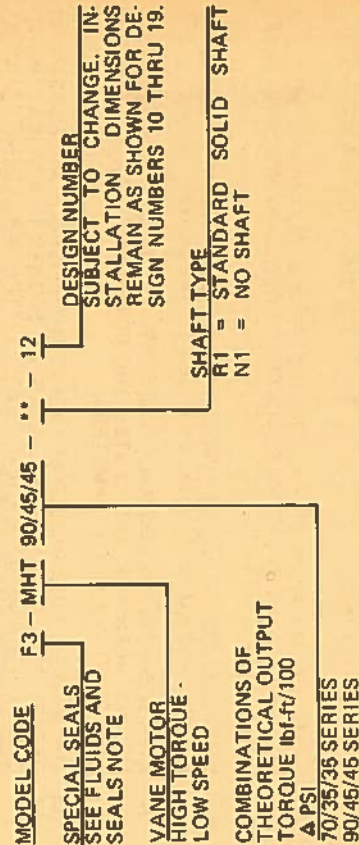 MODEL CODE
F3 – MHT 90/45/45 – ** – 12
SPECIAL SEALS
SEE FLUIDS AND
SEALS NOTE
VANE MOTOR
HIGH TORQUE -
LOW SPEED
COMBINATIONS OF
THEORETICAL OUTPUT
TORQUE lbf-ft/100
Δ PSI
70/35/35 SERIES
90/45/45 SERIES
DESIGN NUMBER
SUBJECT TO CHANGE. IN-
STALLATION DIMENSIONS
REMAIN AS SHOWN FOR DE-
SIGN NUMBERS 10 THRU 19.
SHAFT TYPE
R1 = STANDARD SOLID SHAFT
N1 = NO SHAFT